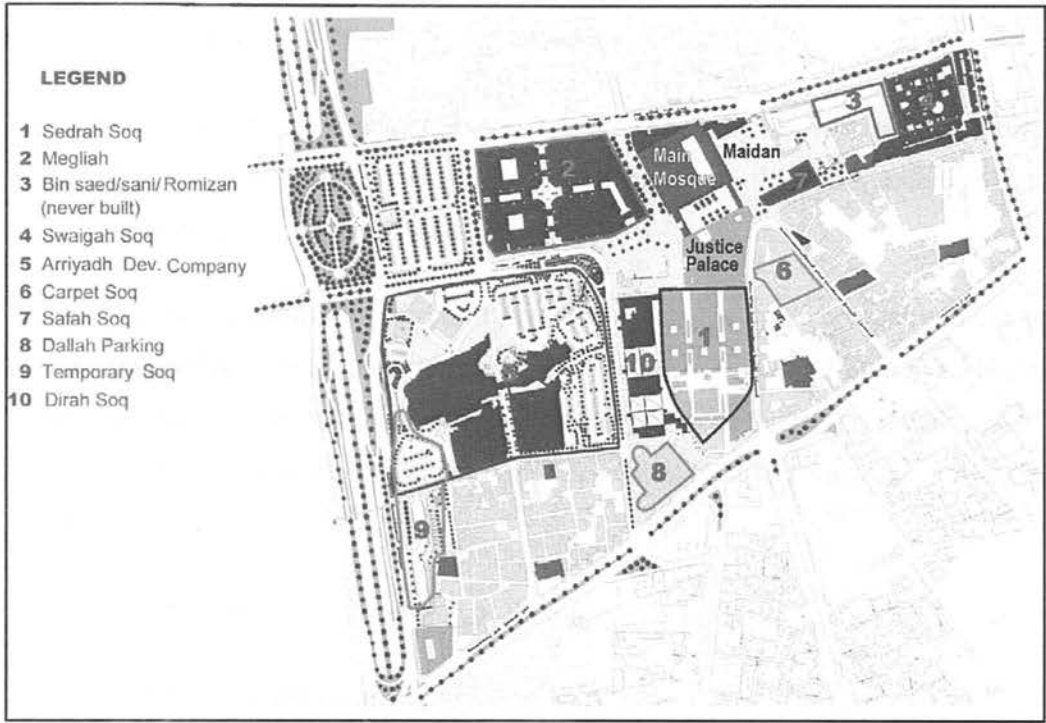 LEGEND
1 Sedrah Soq
2 Megliah
3 Bin saed/sani/Romizan
(never built)
4 Swaigah Soq
5 Arriyadh Dev. Company
6 Carpet Soq
7 Safah Soq
8 Dallah Parking
9 Temporary Soq
10 Dirah Soq
3
2
Main
Mosque
Maidan
7
Justice
Palace
6
1
10
8
9